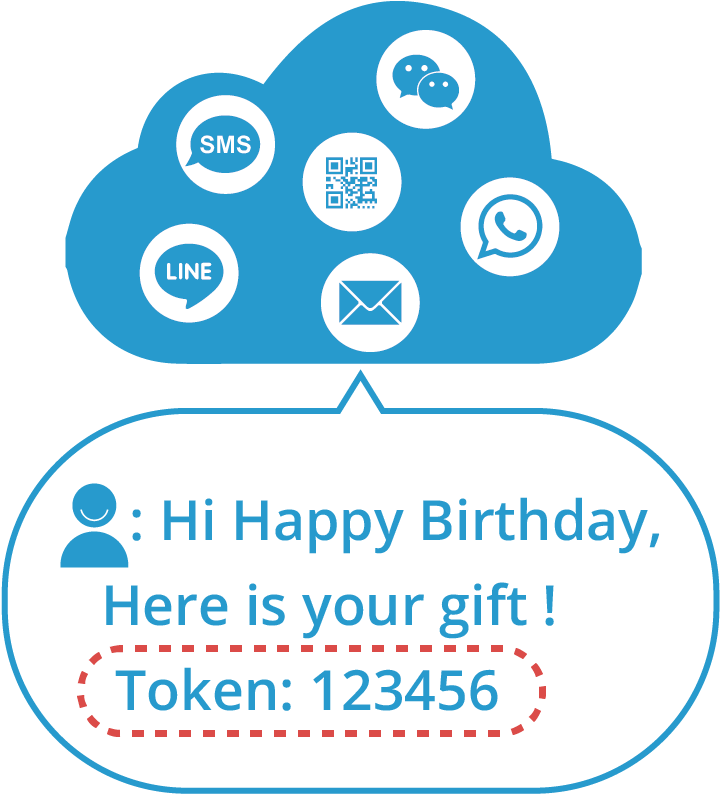 SMS
LINE
: Hi Happy Birthday,
Here is your gift !
Token: 123456